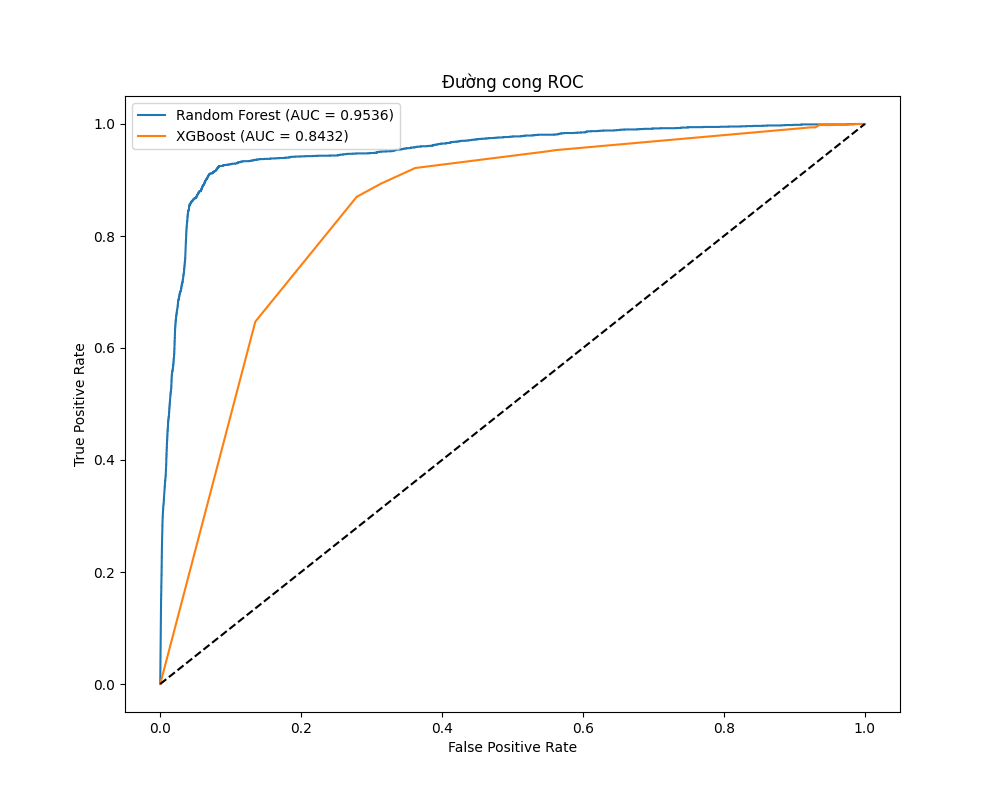 Đường cong ROC
Random Forest (AUC = 0.9536)
XGBoost (AUC = 0.8432)
1.0
0.8
0.6
0.4
0.2
0.0
True Positive Rate
0.0 0.2 0.4 0.6 0.8 1.0
False Positive Rate